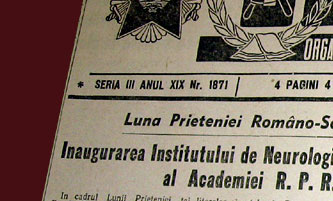 ORGA
* SERIA III ANUL XIX Nr. 1871
4 PAGINI 4
Luna Prieteniei Româno-So
Inaugurarea Institutului de Neurologi
al Academiei R. P. R
In cadrul Lunii Prieteniei